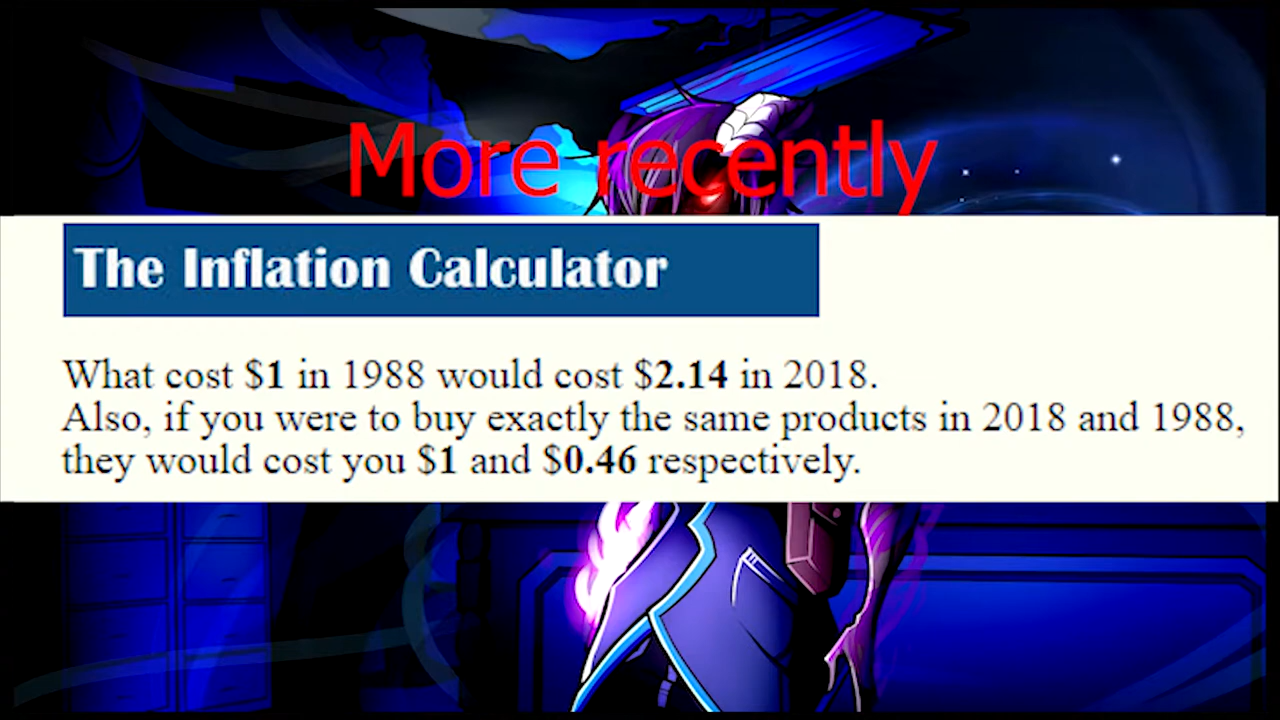 More recently
The Inflation Calculator
What cost $1 in 1988 would cost $2.14 in 2018.
Also, if you were to buy exactly the same products in 2018 and 1988,
they would cost you $1 and $0.46 respectively.